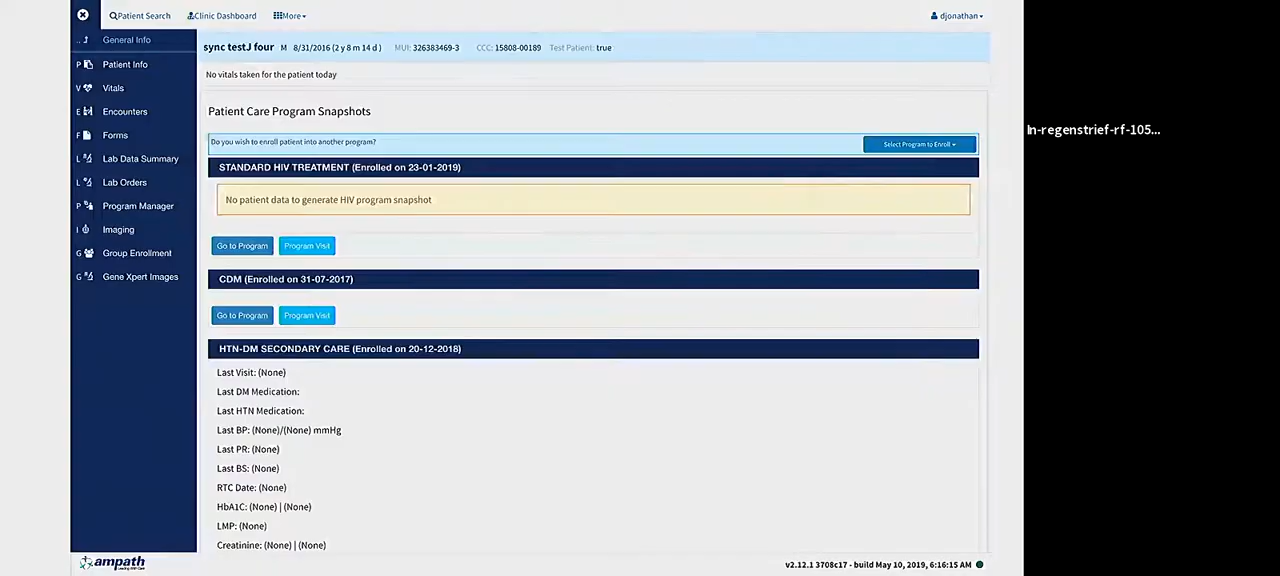 Patient Search Clinic Dashboard More djonathan
General Info
sync testJ four M 8/31/2016 (2 y 8 m 14 d ) MUI: 326383469-3 CCC: 15808-00189 Test Patient: true
P Patient Info
No vitals taken for the patient today
V Vitals
E Encounters
F Forms
L Lab Data Summary
L Lab Orders
P Program Manager
I Imaging
G Group Enrollment
G Gene Xpert Images
Patient Care Program Snapshots
Do you wish to enroll patient into another program? Select Program to Enroll
STANDARD HIV TREATMENT (Enrolled on 23-01-2019)
No patient data to generate HIV program snapshot
Go to Program Program Visit
CDM (Enrolled on 31-07-2017)
Go to Program Program Visit
HTN-DM SECONDARY CARE (Enrolled on 20-12-2018)
Last Visit: (None)
Last DM Medication:
Last HTN Medication:
Last BP: (None)/(None) mmHg
Last PR: (None)
Last BS: (None)
RTC Date: (None)
HbA1C: (None) | (None)
LMP: (None)
Creatinine: (None) | (None)
ampath
v2.12.1 3708c17 - build May 10, 2019, 6:16:15 AM
ln-regenstrief-rf-105...